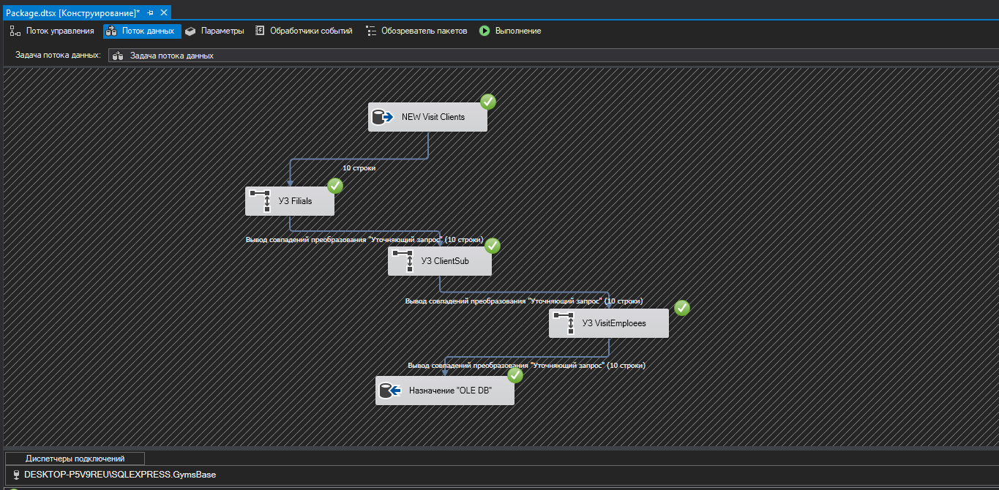 Package.dtsx [Конструирование]*
Поток управления Поток данных Параметры Обработчики событий Обозреватель пакетов Выполнение
Задача потока данных: Задача потока данных
NEW Visit Clients
10 строки
УЗ Filials
Вывод совпадений преобразования "Уточняющий запрос" (10 строки)
УЗ ClientSub
Вывод совпадений преобразования "Уточняющий запрос" (10 строки)
УЗ VisitEmploees
Вывод совпадений преобразования "Уточняющий запрос" (10 строки)
Назначение "OLE DB"
Диспетчеры подключений
DESKTOP-P5V9REU\SQLEXPRESS.GymsBase